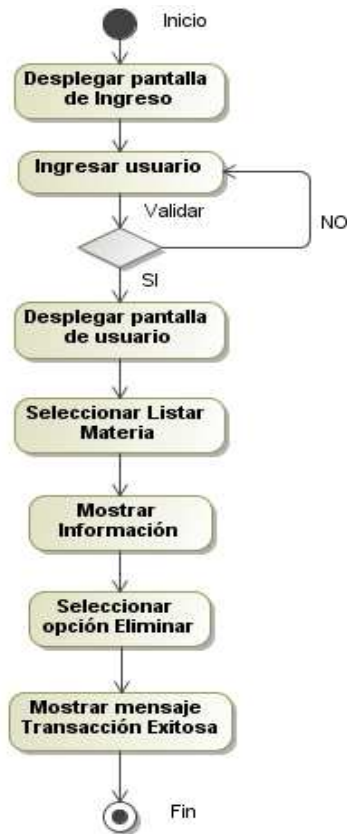 Inicio
Desplegar pantalla
de Ingreso
Ingresar usuario
Validar
NO
SI
Desplegar pantalla
de usuario
Seleccionar Listar
Materia
Mostrar
Información
Seleccionar
opción Eliminar
Mostrar mensaje
Transacción Exitosa
Fin